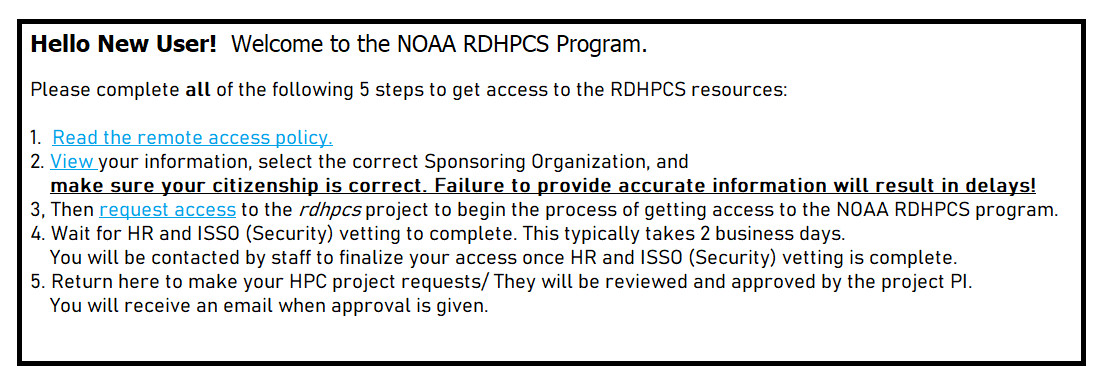 Hello New User! Welcome to the NOAA RDHPCS Program.
Please complete all of the following 5 steps to get access to the RDHPCS resources:
1. Read the remote access policy.
2. View your information, select the correct Sponsoring Organization, and
make sure your citizenship is correct. Failure to provide accurate information will result in delays!
3, Then request access to the rdhpcs project to begin the process of getting access to the NOAA RDHPCS program.
4. Wait for HR and ISSO (Security) vetting to complete. This typically takes 2 business days.
You will be contacted by staff to finalize your access once HR and ISSO (Security) vetting is complete.
5. Return here to make your HPC project requests/ They will be reviewed and approved by the project PI.
You will receive an email when approval is given.